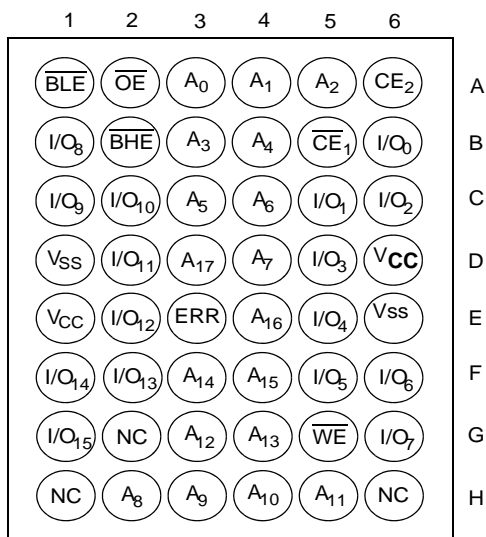 1 2 3 4 5 6
BLE OE A0 A1 A2 CE2 A
I/O8 BHE A3 A4 CE1 I/O0 B
I/O9 I/O10 A5 A6 I/O1 I/O2 C
VSS I/O11 A17 A7 I/O3 VCC D
VCC I/O12 ERR A16 I/O4 Vss E
I/O14 I/O13 A14 A15 I/O5 I/O6 F
I/O15 NC A12 A13 WE I/O7 G
NC A8 A9 A10 A11 NC H